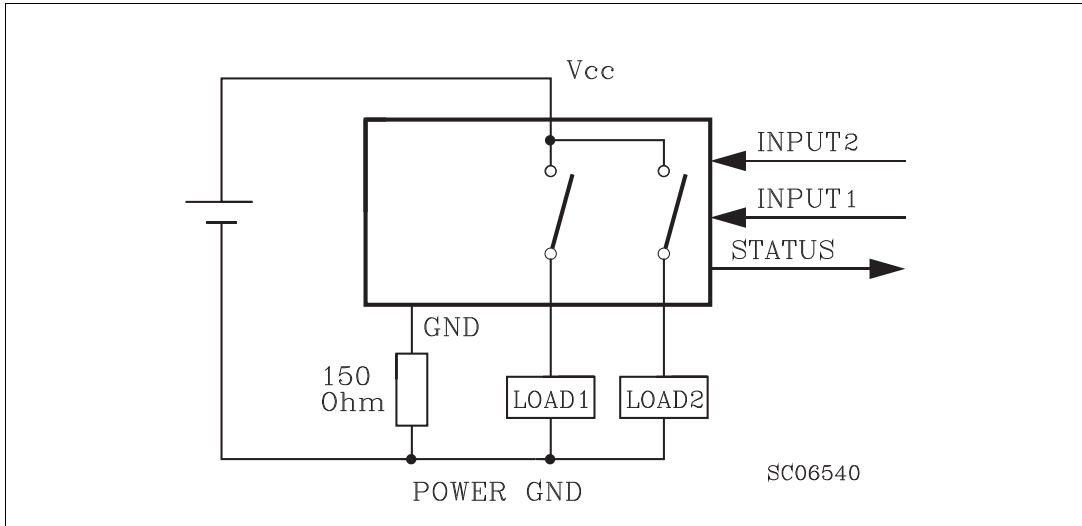 Vcc
INPUT2
INPUT1
STATUS
GND
150
Ohm
LOAD1
LOAD2
SC06540
POWER GND